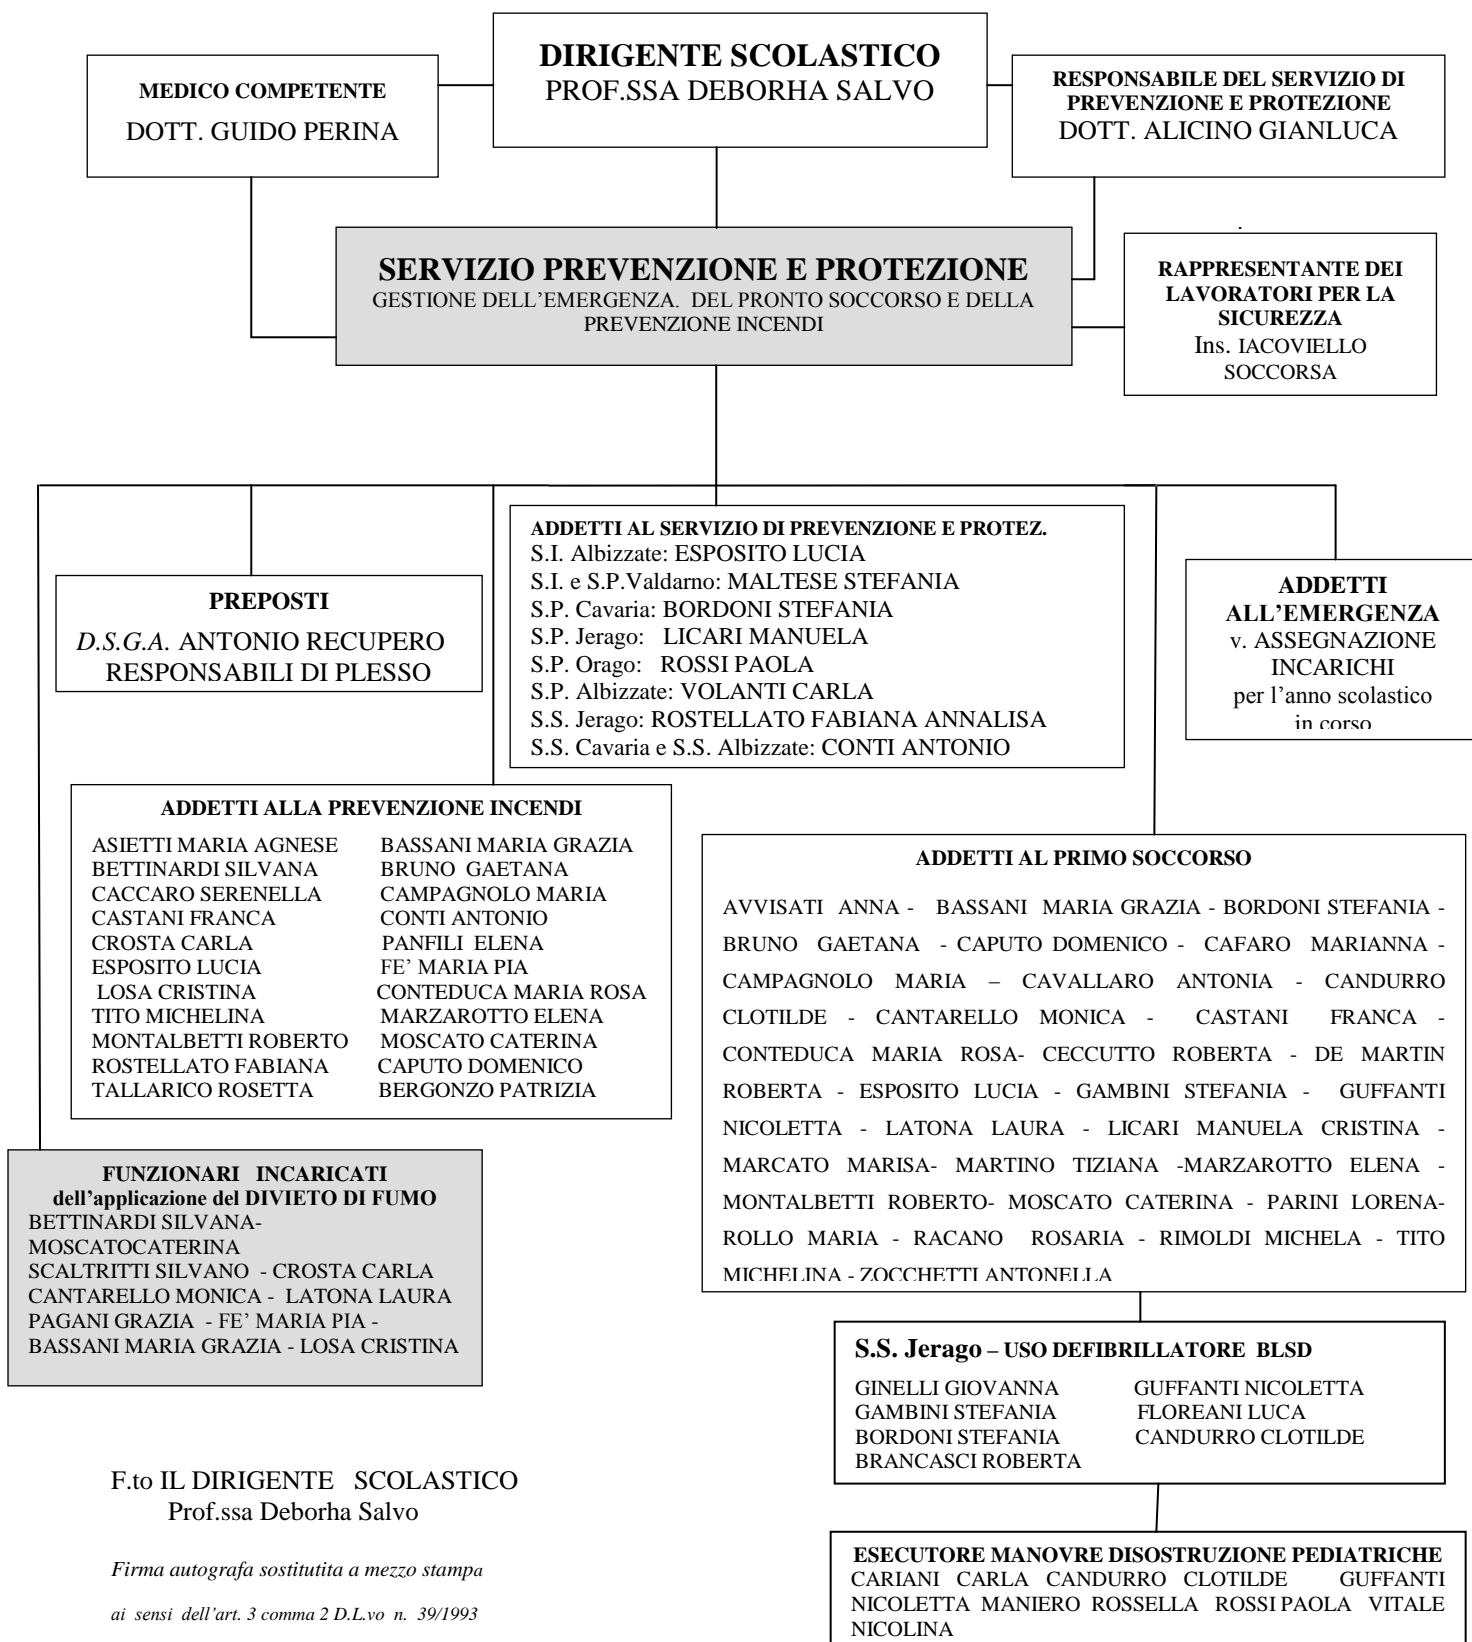 DIRIGENTE SCOLASTICO
PROF.SSA DEBORHA SALVO
MEDICO COMPETENTE
DOTT. GUIDO PERINA
RESPONSABILE DEL SERVIZIO DI
PREVENZIONE E PROTEZIONE
DOTT. ALICINO GIANLUCA
SERVIZIO PREVENZIONE E PROTEZIONE
GESTIONE DELL’EMERGENZA. DEL PRONTO SOCCORSO E DELLA
PREVENZIONE INCENDI
.
RAPPRESENTANTE DEI
LAVORATORI PER LA
SICUREZZA
Ins. IACOVIELLO
SOCCORSA
PREPOSTI
D.S.G.A. ANTONIO RECUPERO
RESPONSABILI DI PLESSO
ADDETTI AL SERVIZIO DI PREVENZIONE E PROTEZ.
S.I. Albizzate: ESPOSITO LUCIA
S.I. e S.P.Valdarno: MALTESE STEFANIA
S.P. Cavaria: BORDONI STEFANIA
S.P. Jerago: LICARI MANUELA
S.P. Orago: ROSSI PAOLA
S.P. Albizzate: VOLANTI CARLA
S.S. Jerago: ROSTELLATO FABIANA ANNALISA
S.S. Cavaria e S.S. Albizzate: CONTI ANTONIO
ADDETTI
ALL’EMERGENZA
v. ASSEGNAZIONE
INCARICHI
per l’anno scolastico
in corso
ADDETTI ALLA PREVENZIONE INCENDI
ASIETTI MARIA AGNESE BASSANI MARIA GRAZIA
BETTINARDI SILVANA BRUNO GAETANA
CACCARO SERENELLA CAMPAGNOLO MARIA
CASTANI FRANCA CONTI ANTONIO
CROSTA CARLA PANFILI ELENA
ESPOSITO LUCIA FE’ MARIA PIA
LOSA CRISTINA CONTEDUCA MARIA ROSA
TITO MICHELINA MARZAROTTO ELENA
MONTALBETTI ROBERTO MOSCATO CATERINA
ROSTELLATO FABIANA CAPUTO DOMENICO
TALLARICO ROSETTA BERGONZO PATRIZIA
ADDETTI AL PRIMO SOCCORSO
AVVISATI ANNA - BASSANI MARIA GRAZIA - BORDONI STEFANIA -
BRUNO GAETANA - CAPUTO DOMENICO - CAFARO MARIANNA -
CAMPAGNOLO MARIA – CAVALLARO ANTONIA - CANDURRO
CLOTILDE - CANTARELLO MONICA - CASTANI FRANCA -
CONTEDUCA MARIA ROSA- CECCUTTO ROBERTA - DE MARTIN
ROBERTA - ESPOSITO LUCIA - GAMBINI STEFANIA - GUFFANTI
NICOLETTA - LATONA LAURA - LICARI MANUELA CRISTINA -
MARCATO MARISA- MARTINO TIZIANA -MARZAROTTO ELENA -
MONTALBETTI ROBERTO- MOSCATO CATERINA - PARINI LORENA-
ROLLO MARIA - RACANO ROSARIA - RIMOLDI MICHELA - TITO
MICHELINA - ZOCCHETTI ANTONELLA
FUNZIONARI INCARICATI
dell’applicazione del DIVIETO DI FUMO
BETTINARDI SILVANA-
MOSCATOCATERINA
SCALTRITTI SILVANO - CROSTA CARLA
CANTARELLO MONICA - LATONA LAURA
PAGANI GRAZIA - FE’ MARIA PIA -
BASSANI MARIA GRAZIA - LOSA CRISTINA
S.S. Jerago – USO DEFIBRILLATORE BLSD
GINELLI GIOVANNA GUFFANTI NICOLETTA
GAMBINI STEFANIA FLOREANI LUCA
BORDONI STEFANIA CANDURRO CLOTILDE
BRANCASCI ROBERTA
F.to IL DIRIGENTE SCOLASTICO
Prof.ssa Deborha Salvo
Firma autografa sostitutita a mezzo stampa
ai sensi dell’art. 3 comma 2 D.L.vo n. 39/1993
ESECUTORE MANOVRE DISOSTRUZIONE PEDIATRICHE
CARIANI CARLA CANDURRO CLOTILDE GUFFANTI
NICOLETTA MANIERO ROSSELLA ROSSI PAOLA VITALE
NICOLINA